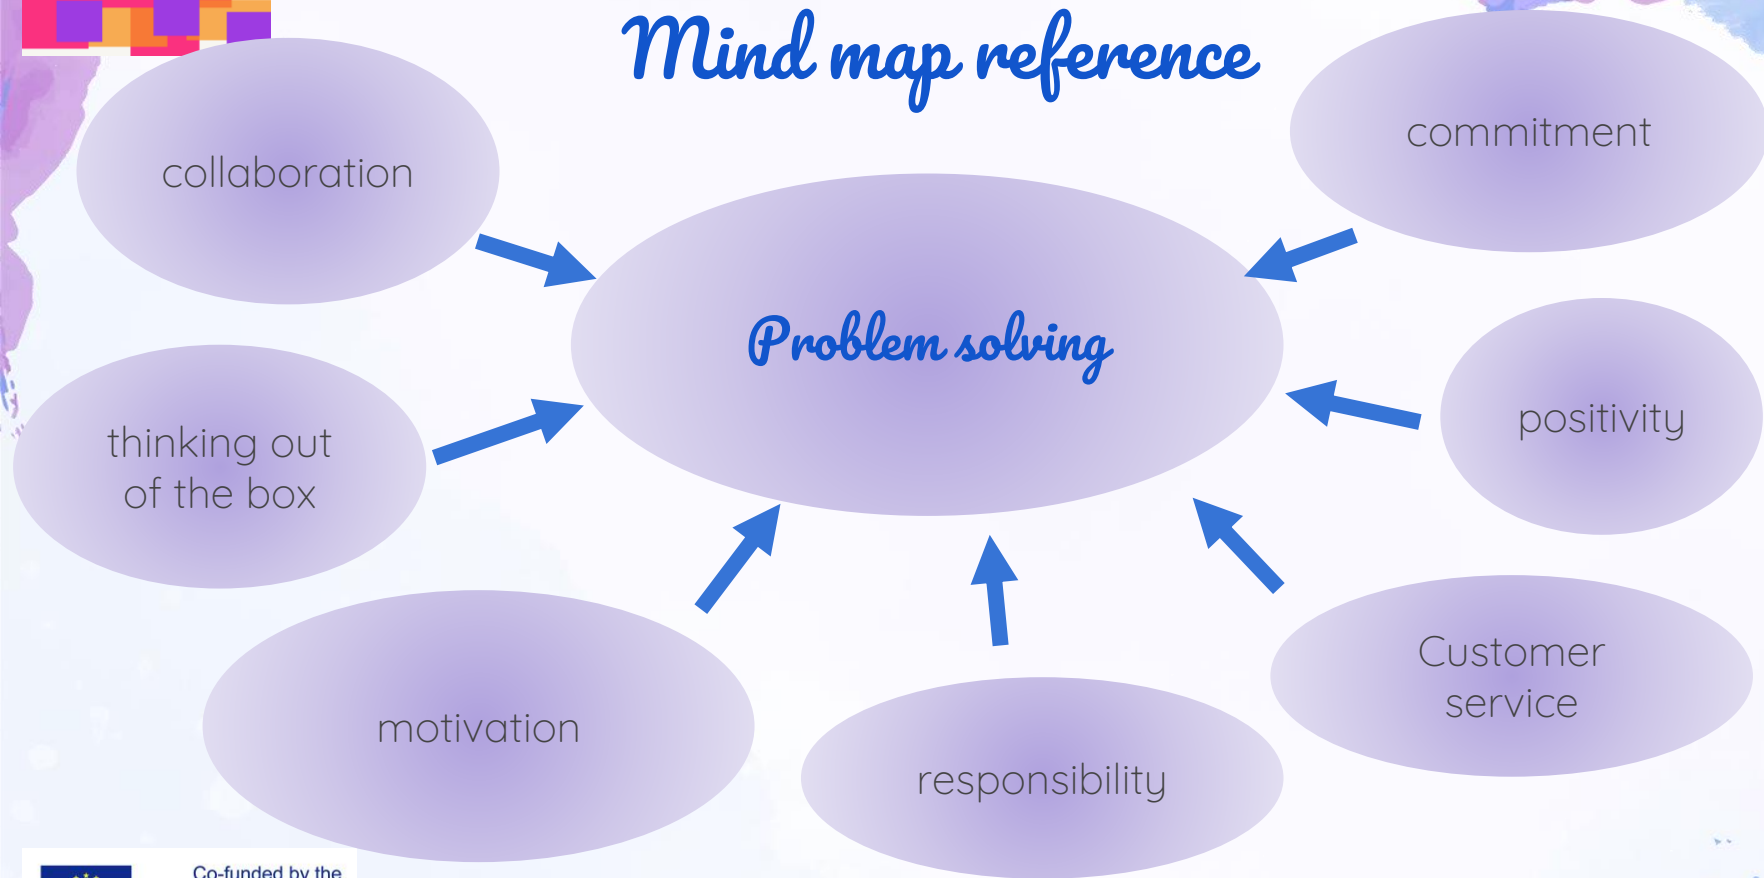 Mind map reference
collaboration
commitment
Problem solving
positivity
thinking out
of the box
Customer
service
motivation
responsibility
Co-funded by the